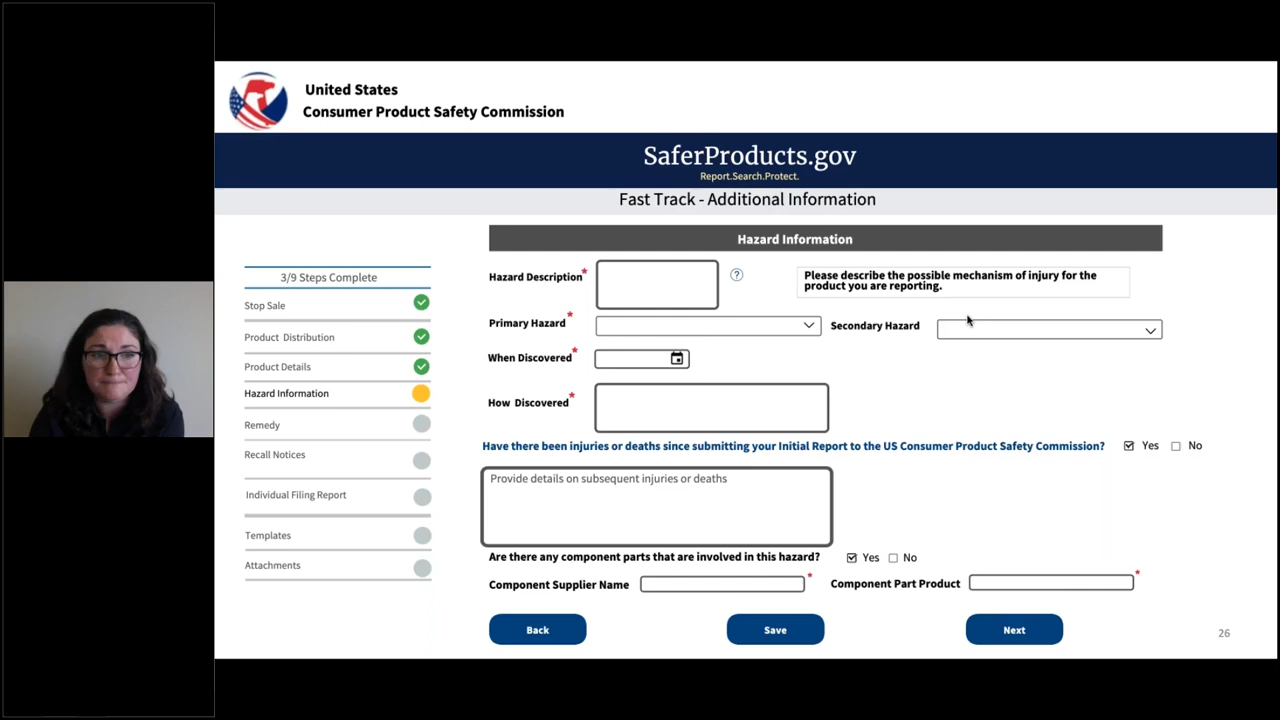 United States
Consumer Product Safety Commission
SaferProducts.gov
Report.Search.Protect.
Fast Track - Additional Information
3/9 Steps Complete
Stop Sale
Product Distribution
Product Details
Hazard Information
Remedy
Recall Notices
Individual Filing Report
Templates
Attachments
Hazard Information
Hazard Description*
?
Please describe the possible mechanism of injury for the
product you are reporting.
Primary Hazard*
Secondary Hazard
When Discovered*
How Discovered*
Have there been injuries or deaths since submitting your Initial Report to the US Consumer Product Safety Commission? Yes No
Provide details on subsequent injuries or deaths
Are there any component parts that are involved in this hazard? Yes No
Component Supplier Name *
Component Part Product *
Back
Save
Next
26